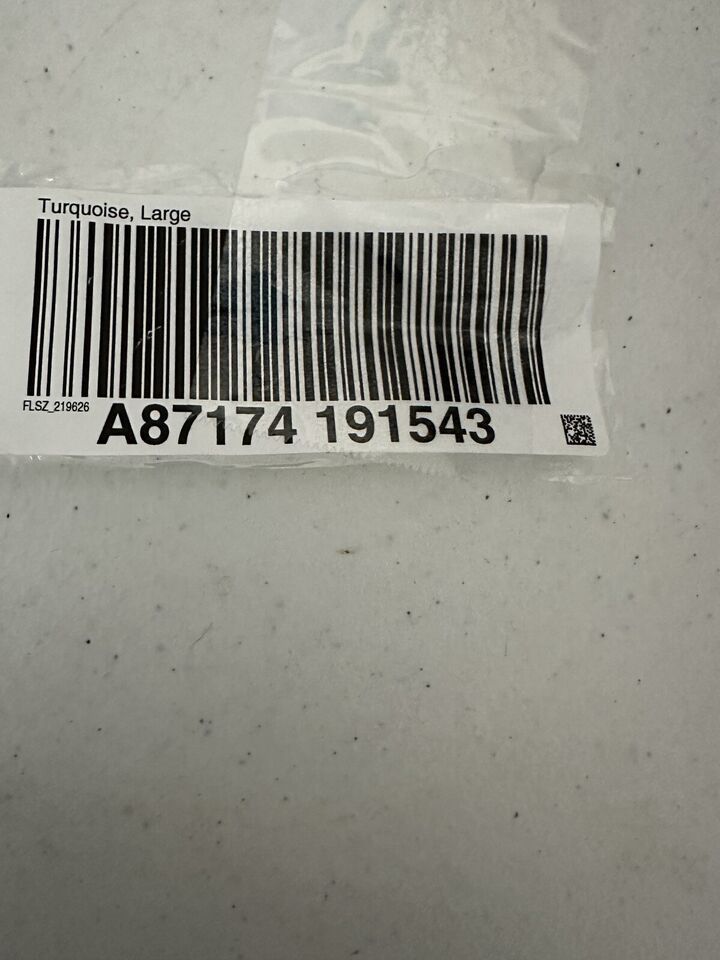 Turquoise, Large
FLSZ_219626
A87174 191543